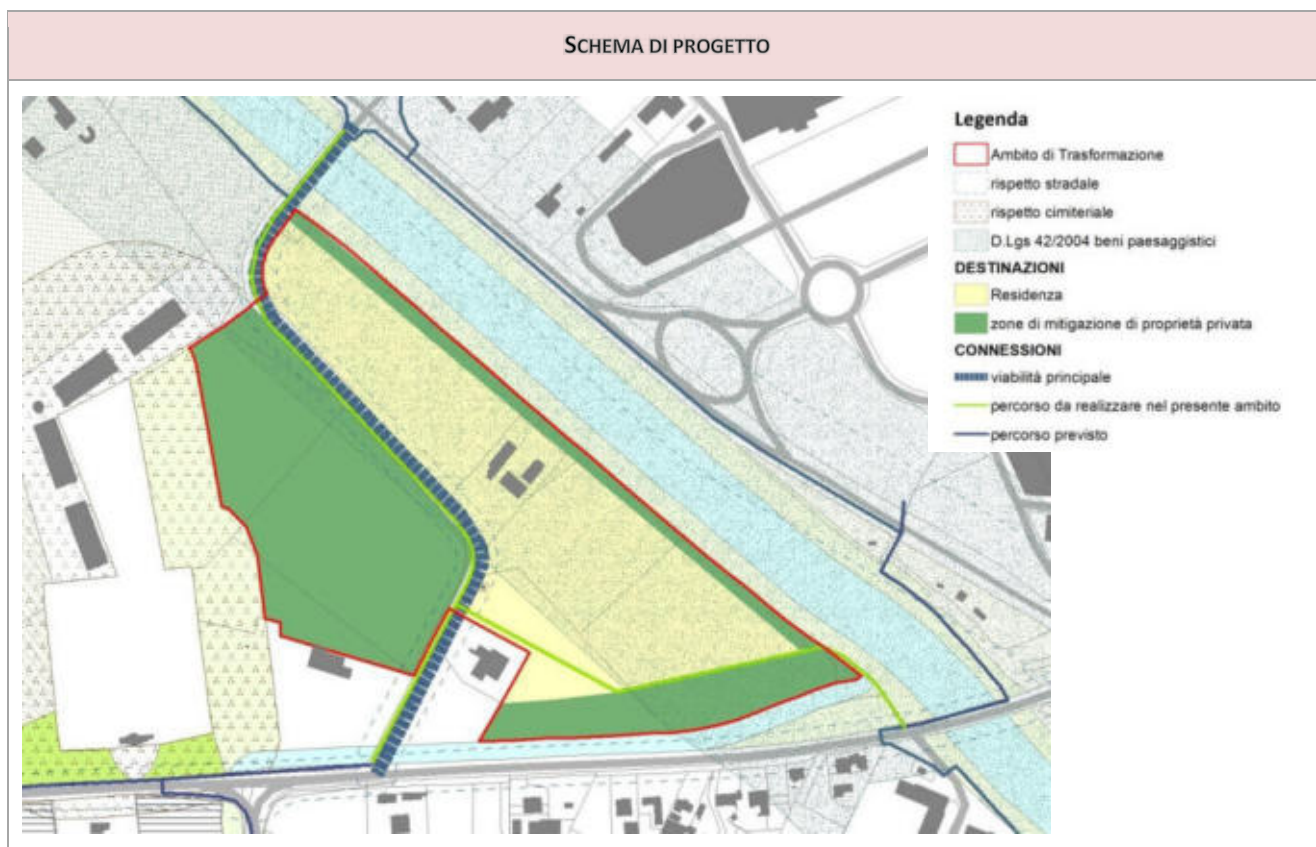 SCHEMA DI PROGETTO
Legenda
Ambito di Trasformazione
rispetto stradale
rispetto cimiteriale
D.Lgs 42/2004 beni paesaggistici
DESTINAZIONI
Residenza
zone di mitigazione di proprietà privata
CONNESSIONI
viabilità principale
percorso da realizzare nel presente ambito
percorso previsto